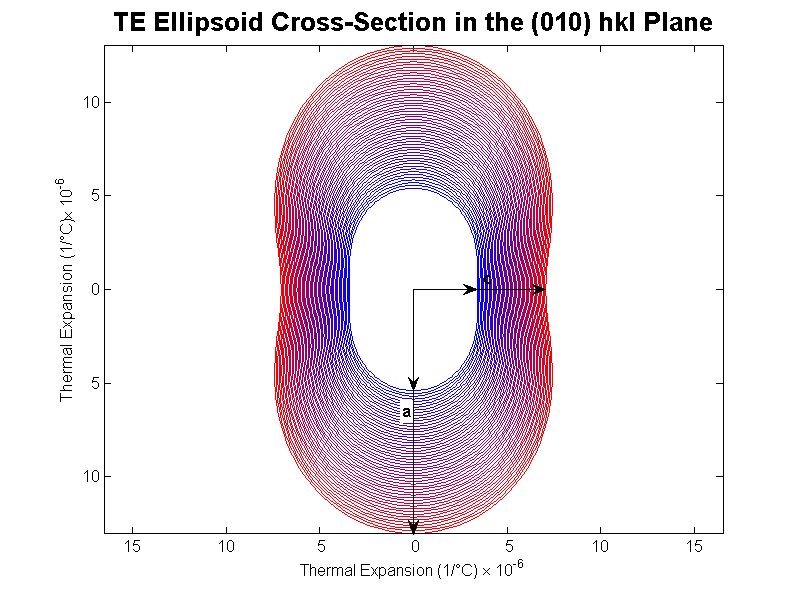 TE Ellipsoid Cross-Section in the (010) hkl Plane
10
5
0
5
10
Thermal Expansion (1/°C)× 10-6
c
a
15 10 5 0 5 10 15
Thermal Expansion (1/°C) × 10-6